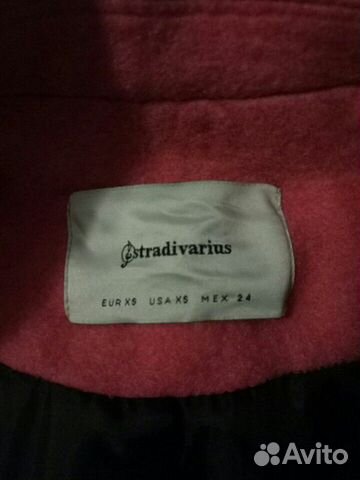 stradivarius
EUR XS USA XS MEX 24
Avito